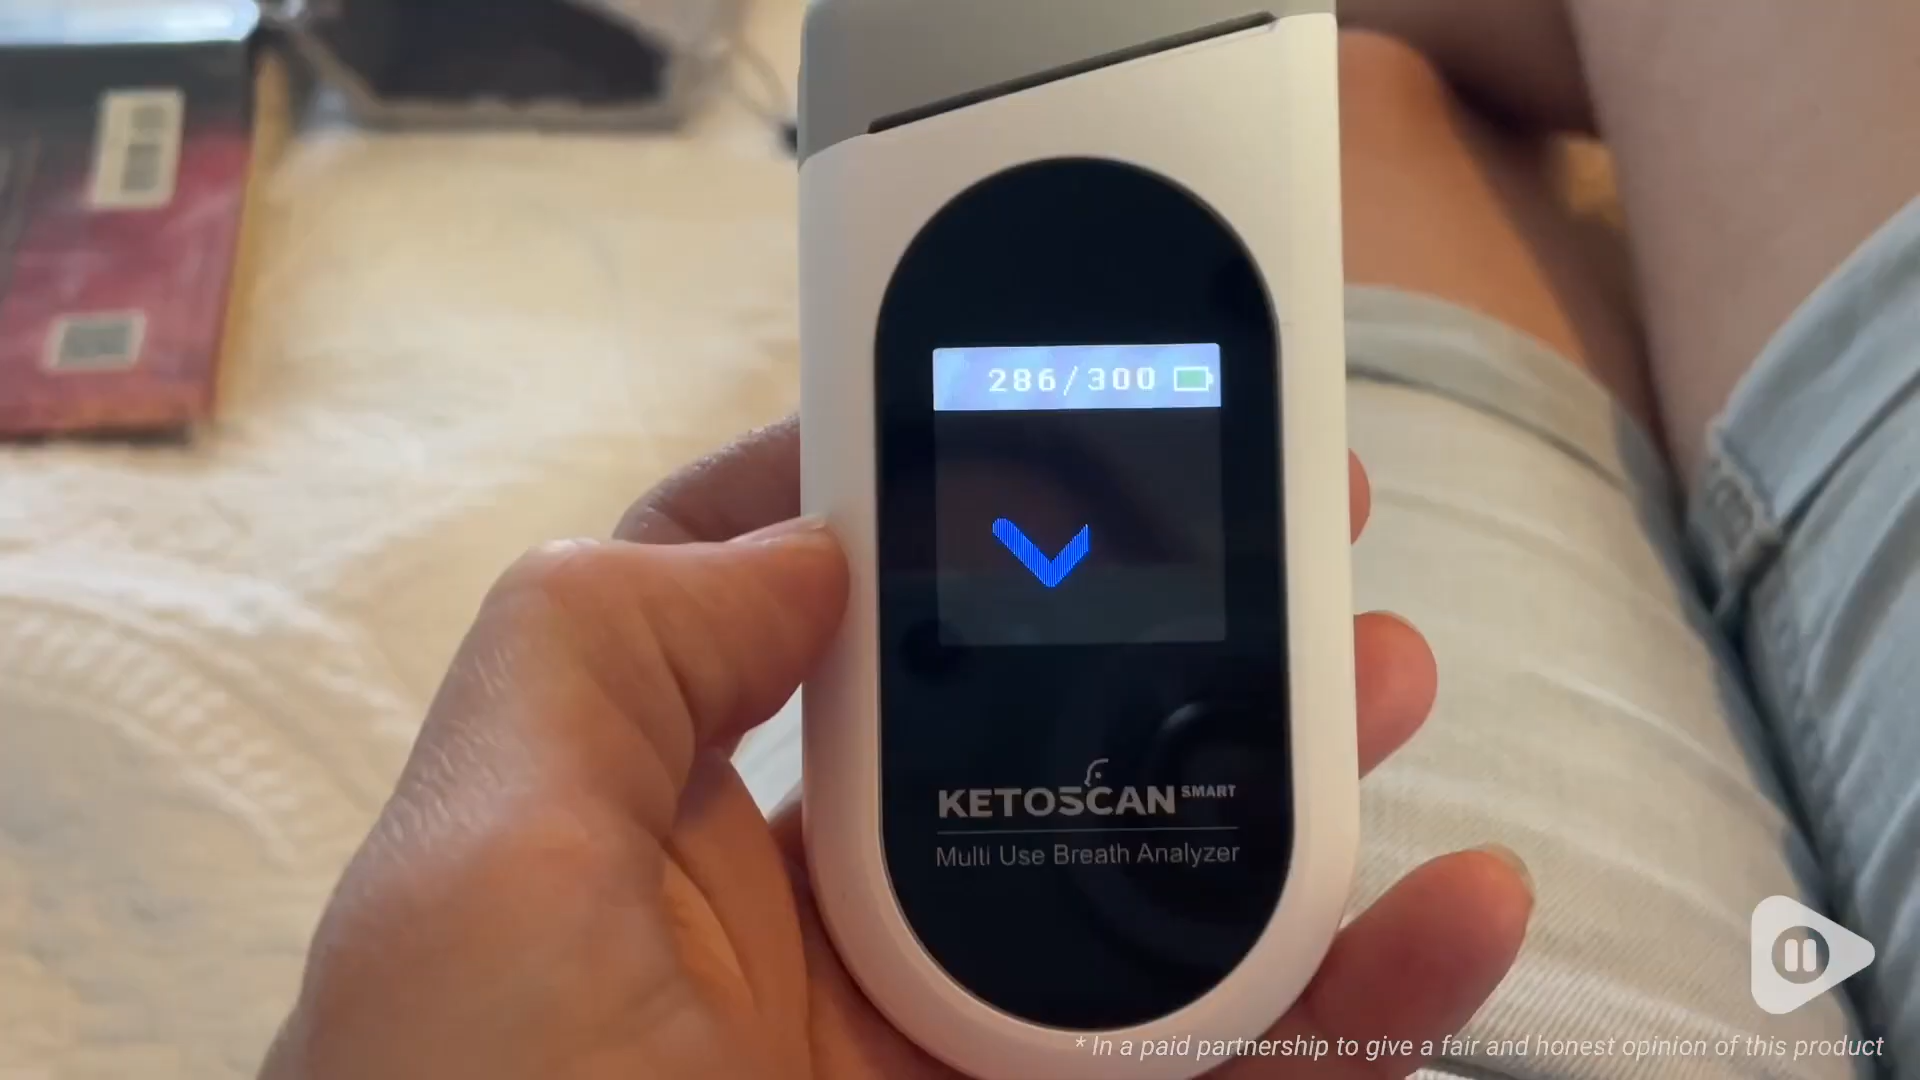 286/300
KETOSCAN SMART
Multi Use Breath Analyzer
* In a paid partnership to give a fair and honest opinion of this product